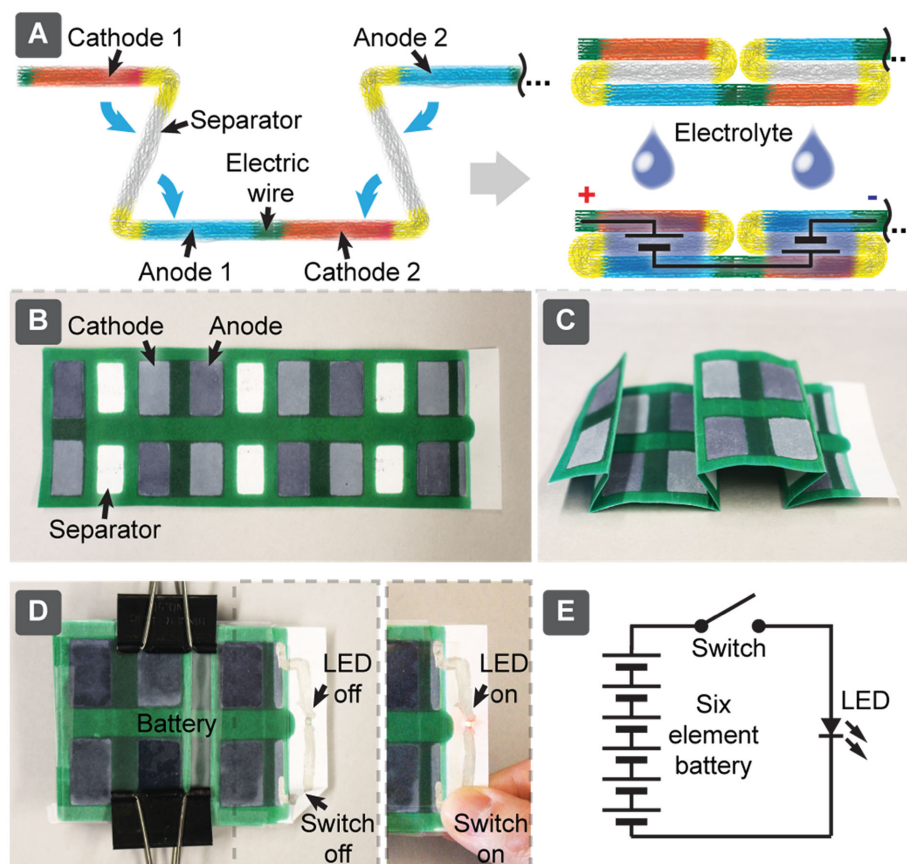 A
Cathode 1
Anode 2
Separator
Electric
wire
Anode 1
Cathode 2
...
...
Electrolyte
+
-
...
B
Cathode
Anode
Separator
C
D
Battery
LED
off
Switch
off
LED
on
Switch
on
E
Switch
Six
element
battery
LED